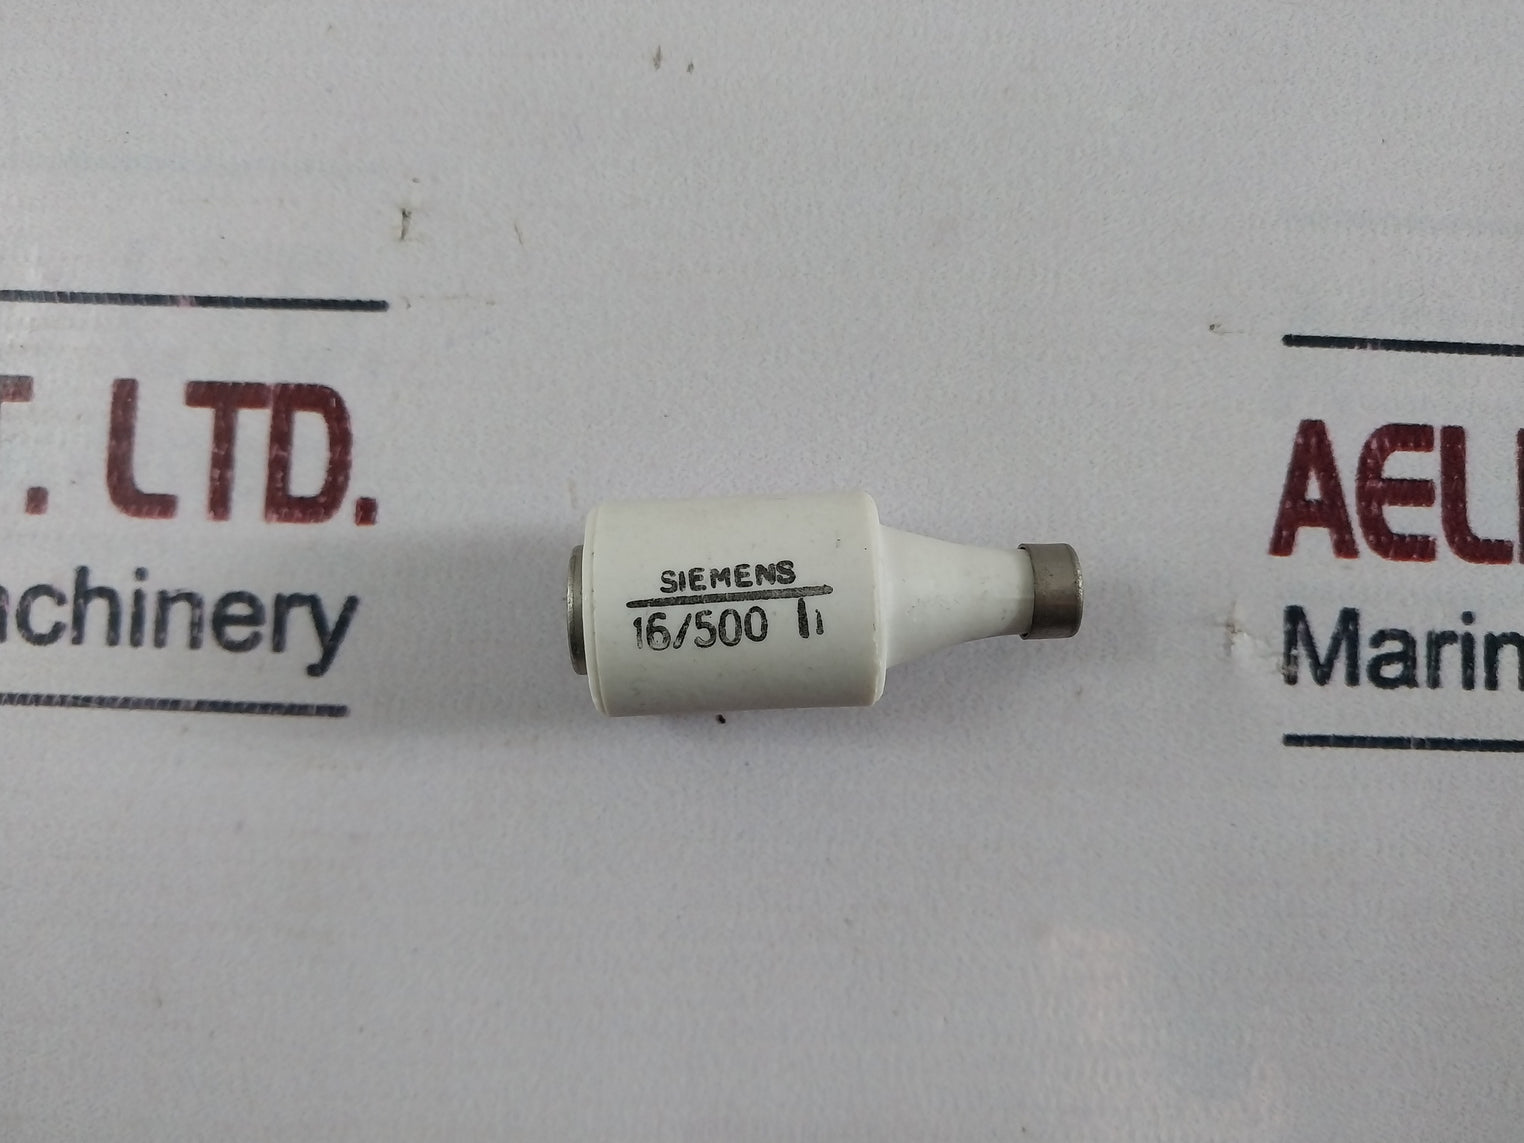 T. LTD.
achinery
SIEMENS
16/500
AEL
Marin